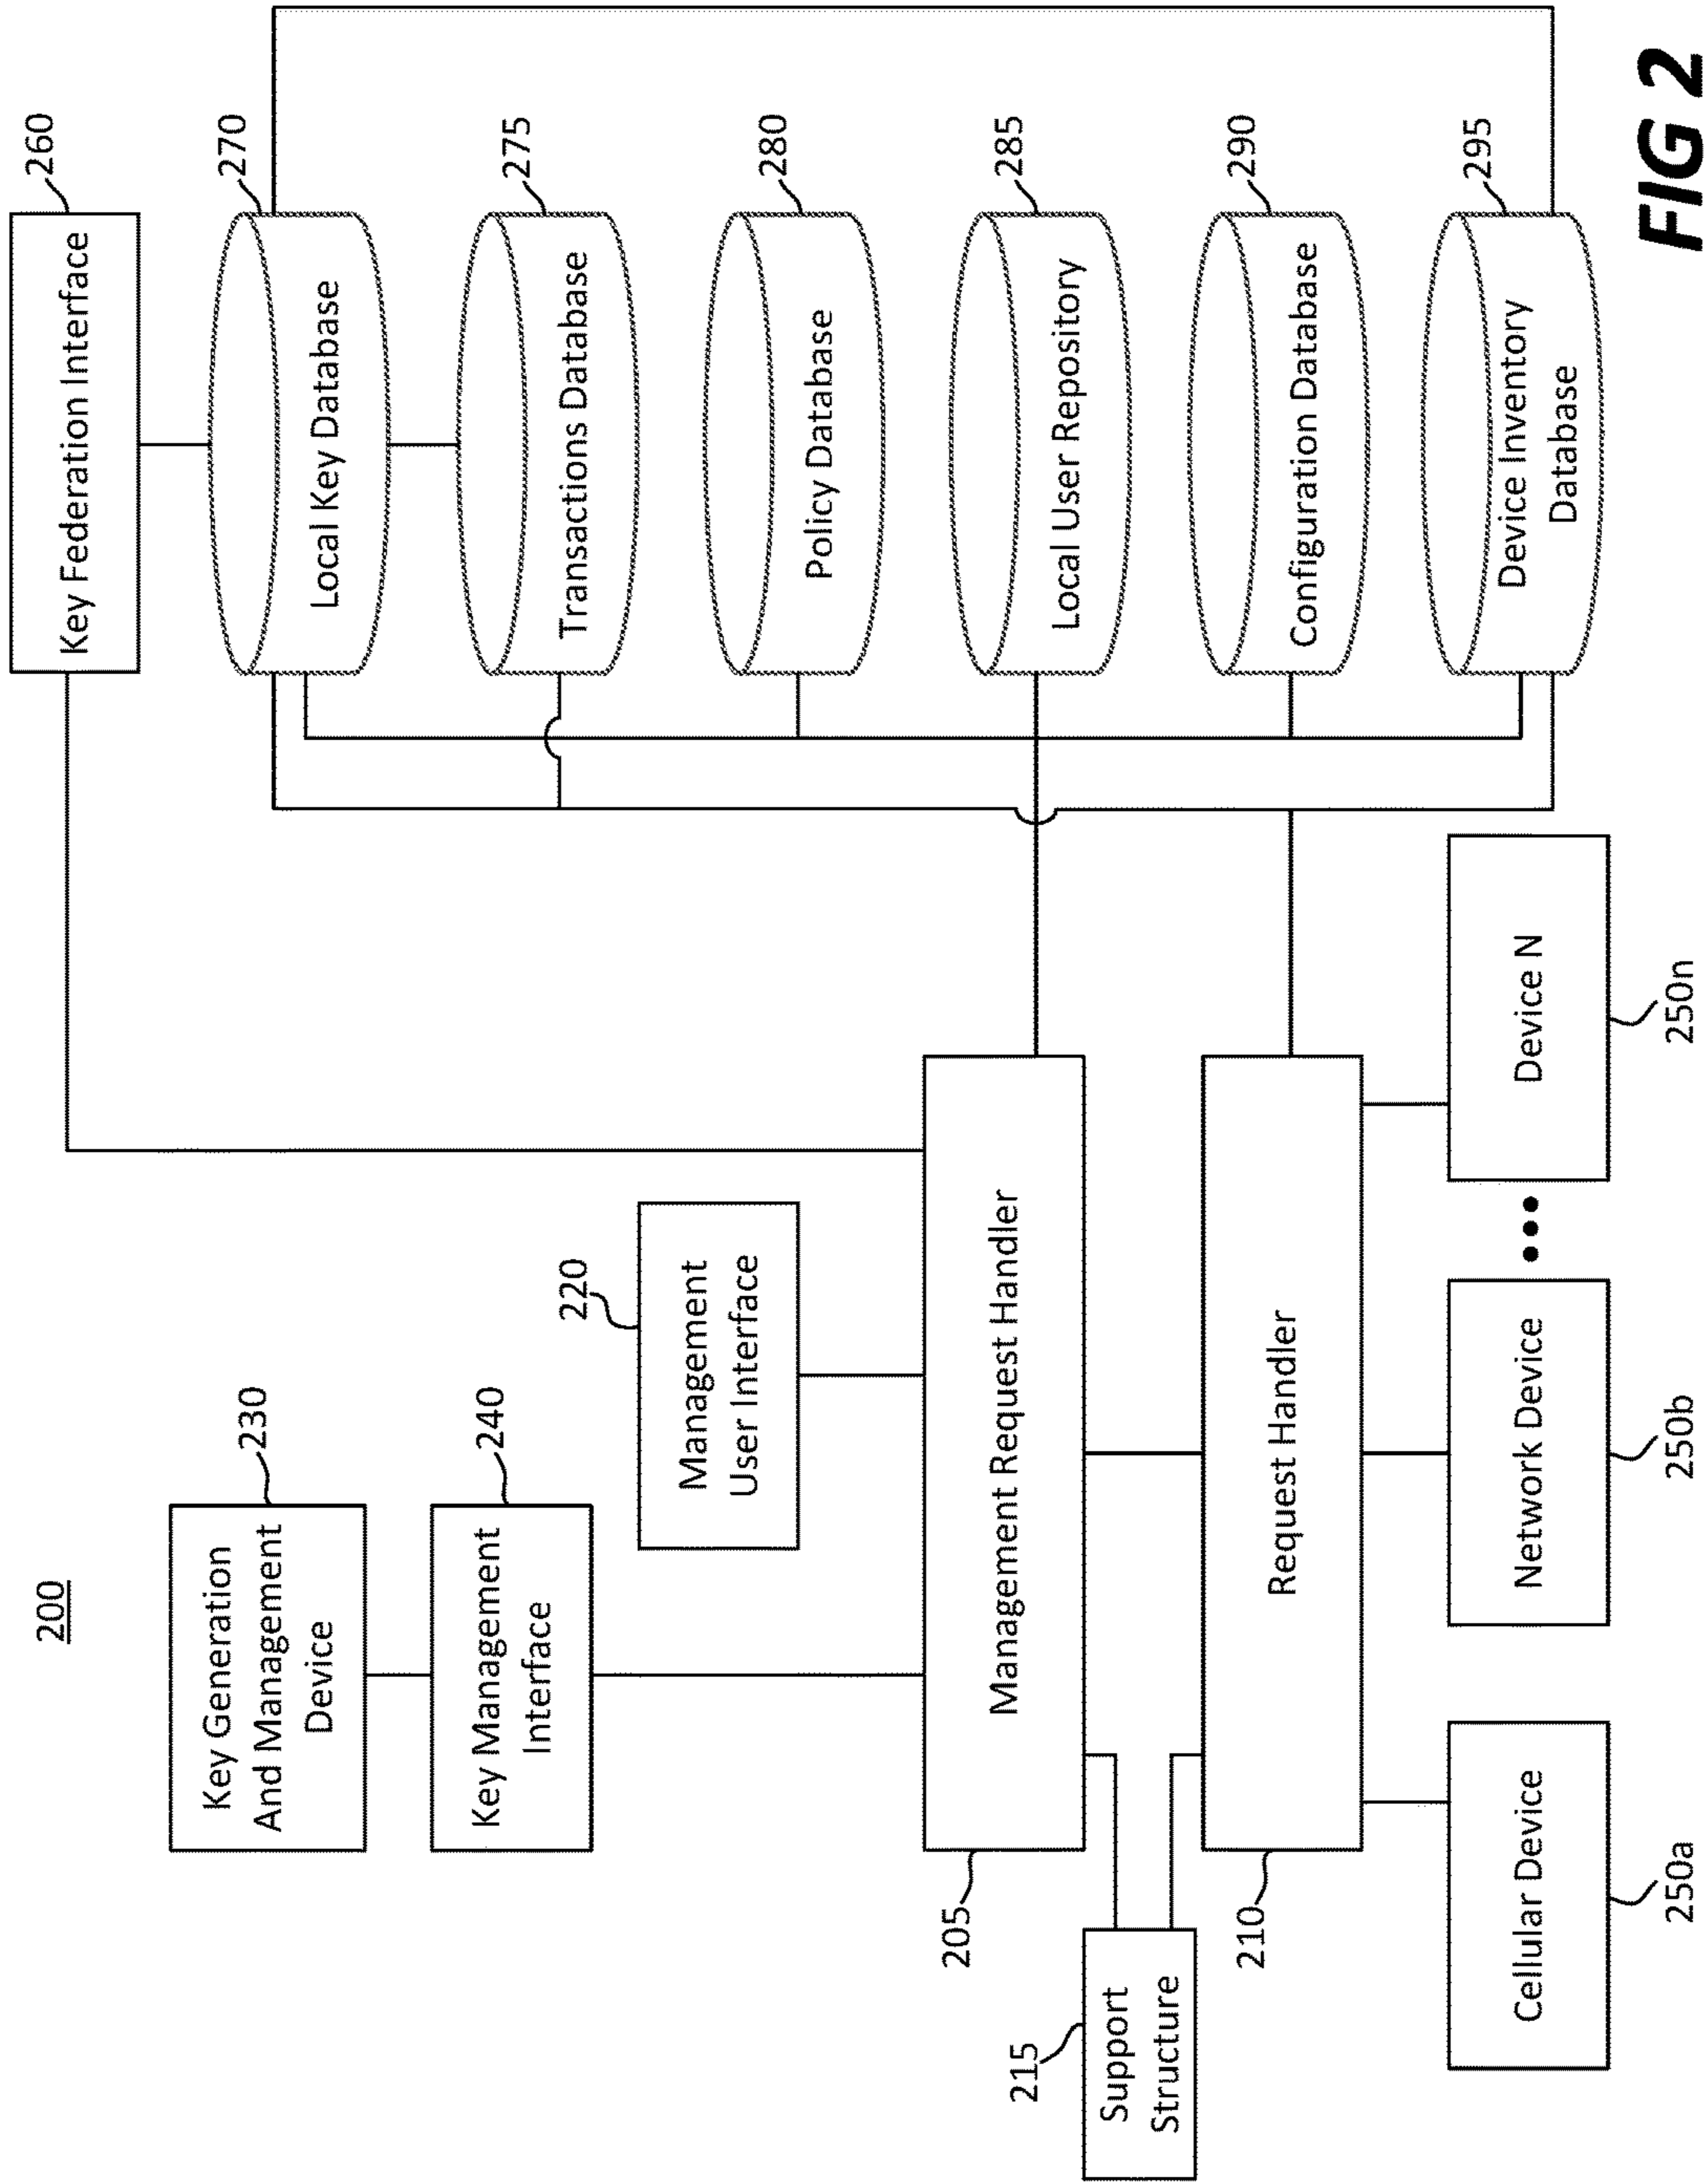 200
Key Generation
And Management
Device
230
Key Management
Interface
240
Management
User Interface
220
Key Federation Interface
260
Local Key Database
270
Transactions Database
275
Policy Database
280
Local User Repository
285
Configuration Database
290
Device Inventory
Database
295
Management Request Handler
205
Support
Structure
215
Request Handler
210
Cellular Device
250a
Network Device
250b
Device N
250n
FIG 2